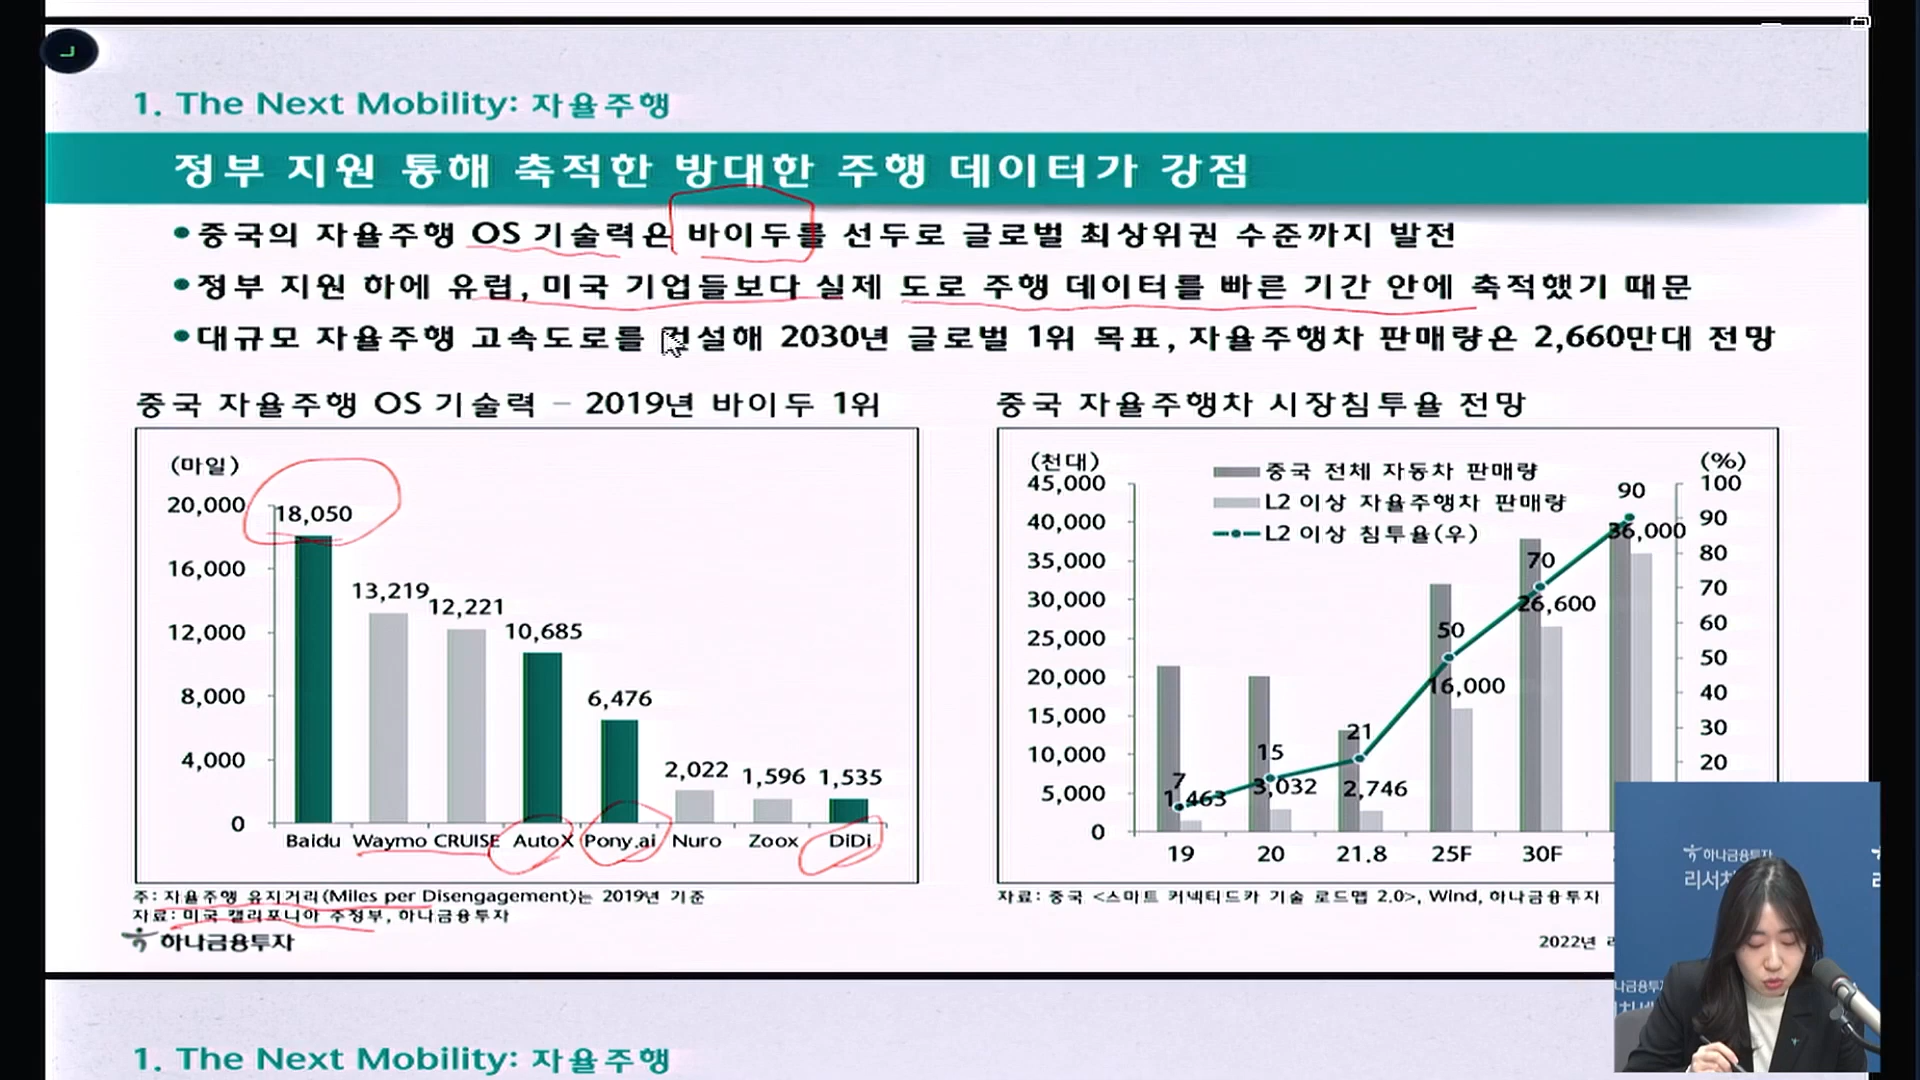 1. The Next Mobility: 자율주행
정부 지원 통해 축적한 방대한 주행 데이터가 강점
•중국의 자율주행 OS 기술력은 바이두를 선두로 글로벌 최상위권 수준까지 발전
•정부 지원 하에 유럽, 미국 기업들보다 실제 도로 주행 데이터를 빠른 기간 안에 축적했기 때문
•대규모 자율주행 고속도로를 건설해 2030년 글로벌 1위 목표, 자율주행차 판매량은 2,660만대 전망
중국 자율주행 OS 기술력 – 2019년 바이두 1위
(마일)
20,000
16,000
12,000
8,000
4,000
0
18,050
13,219
12,221
10,685
6,476
2,022
1,596
1,535
Baidu Waymo CRUISE AutoX Pony.ai Nuro Zoox DiDi
주: 자율주행 유지거리(Miles per Disengagement)는 2019년 기준
자료: 미국 캘리포니아 주정부, 하나금융투자
하나금융투자
중국 자율주행차 시장침투율 전망
(천대)
(%)
중국 전체 자동차 판매량
L2 이상 자율주행차 판매량
L2 이상 침투율(우)
45,000
40,000
35,000
30,000
25,000
20,000
15,000
10,000
5,000
0
100
90
80
70
60
50
40
30
20
7
15
21
50
70
90
1,463
3,032
2,746
16,000
26,600
36,000
19 20 21.8 25F 30F
자료: 중국 <스마트 커넥티드카 기술 로드맵 2.0>, Wind, 하나금융투자
2022년
하나금융투자
리서치
1. The Next Mobility: 자율주행